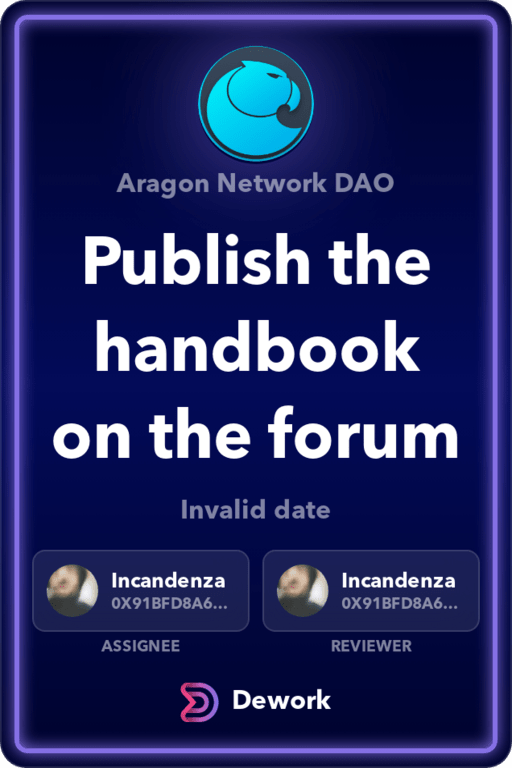 Aragon Network DAO
Publish the
handbook
on the forum
Invalid date
Incandenza
0X91BFD8A6...
ASSIGNEE
Incandenza
0X91BFD8A6...
REVIEWER
Dework